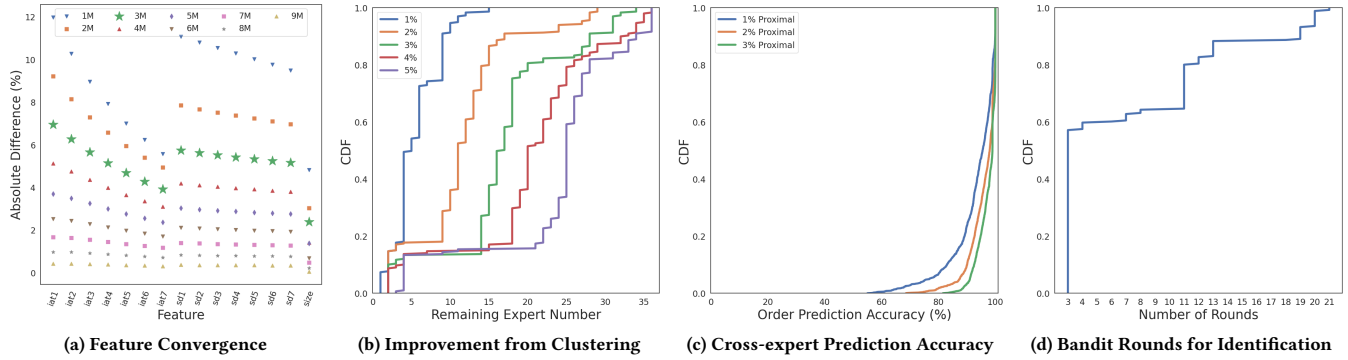 12
10
8
6
4
2
0
Absolute Difference (%)
1M
2M
3M
4M
5M
6M
7M
8M
9M
iat1
iat2
iat3
iat4
iat5
iat6
iat7
sd1
sd2
sd3
sd4
sd5
sd6
sd7
size
Feature
(a) Feature Convergence
1.0
0.8
0.6
0.4
0.2
0.0
CDF
1%
2%
3%
4%
5%
0 5 10 15 20 25 30 35
Remaining Expert Number
(b) Improvement from Clustering
1.0
0.8
0.6
0.4
0.2
0.0
CDF
1% Proximal
2% Proximal
3% Proximal
0 20 40 60 80 100
Order Prediction Accuracy (%)
(c) Cross-expert Prediction Accuracy
1.0
0.8
0.6
0.4
0.2
0.0
CDF
3 4 5 6 7 8 9 10 11 12 13 14 15 16 17 18 19 20 21
Number of Rounds
(d) Bandit Rounds for Identification